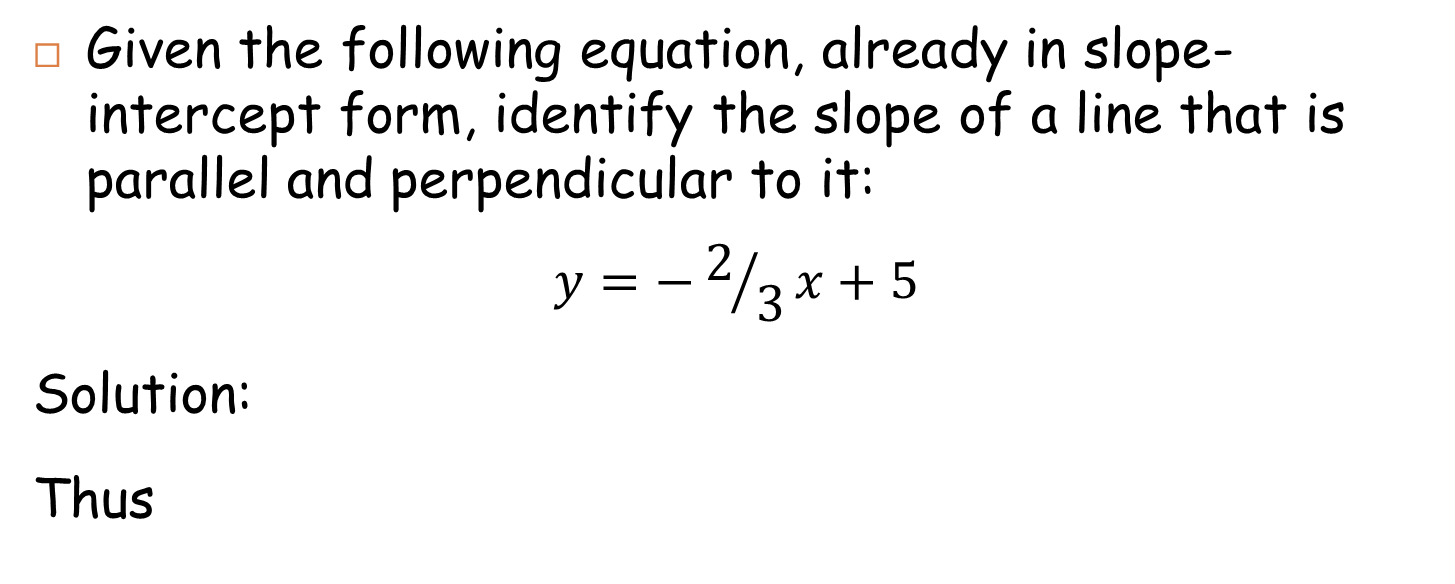 □ Given the following equation, already in slope-
intercept form, identify the slope of a line that is
parallel and perpendicular to it:
y = − 2/3 x + 5
Solution:
Thus